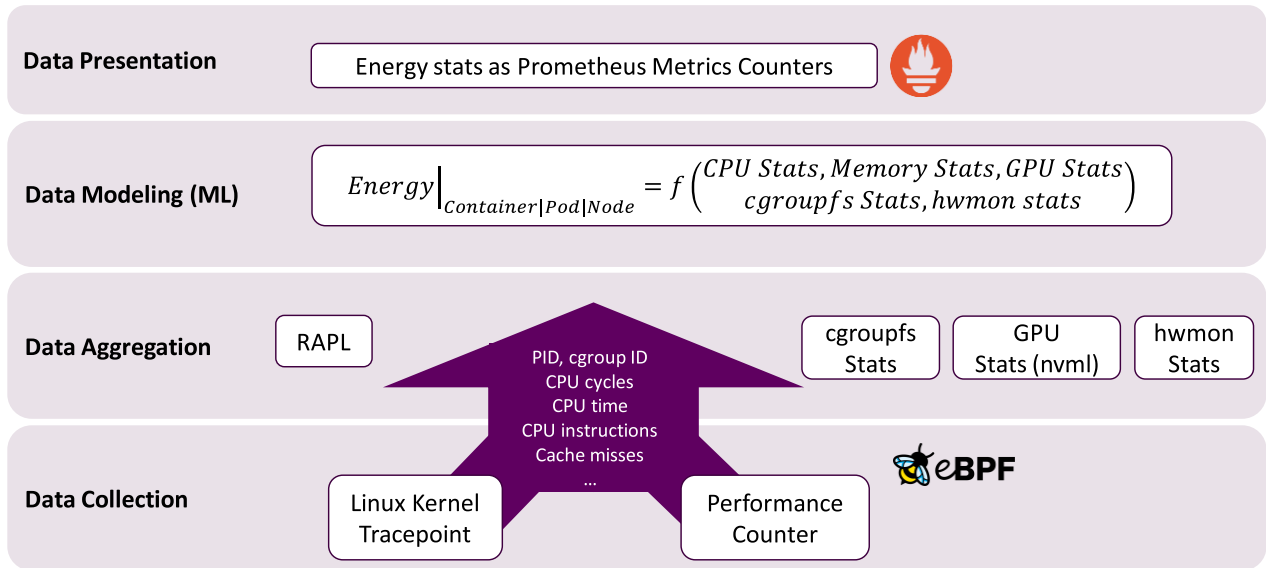 Data Presentation
Energy stats as Prometheus Metrics Counters
Data Modeling (ML)
Energy|Container|Pod|Node = f(CPU Stats, Memory Stats, GPU Stats
cgroupfs Stats, hwmon stats)
Data Aggregation
RAPL
PID, cgroup ID
CPU cycles
CPU time
CPU instructions
Cache misses
...
cgroupfs
Stats
GPU
Stats (nvml)
hwmon
Stats
Data Collection
Linux Kernel
Tracepoint
Performance
Counter
eBPF